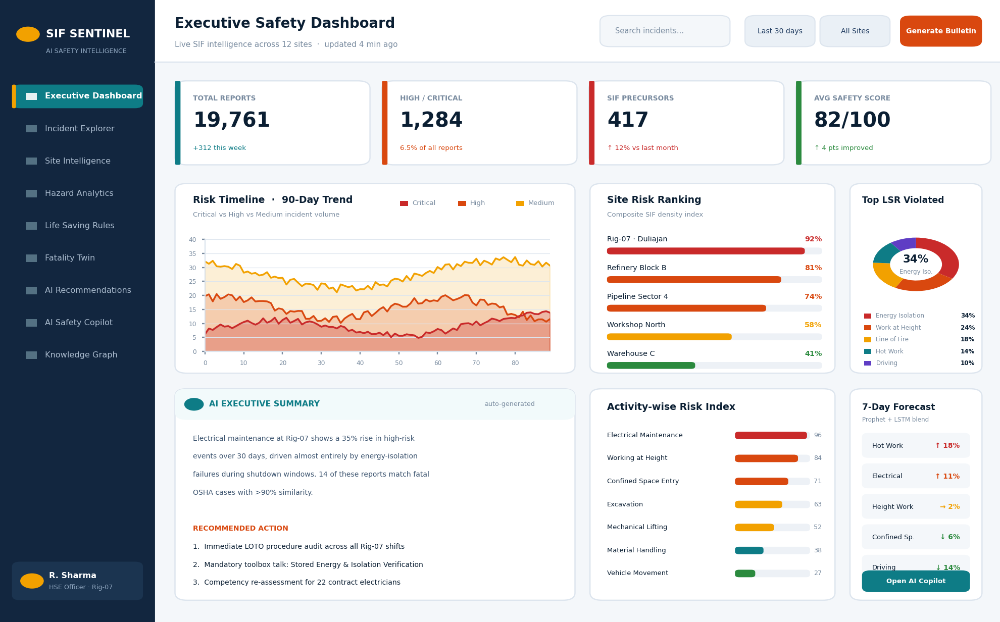 SIF SENTINEL
AI SAFETY INTELLIGENCE
Executive Dashboard
Incident Explorer
Site Intelligence
Hazard Analytics
Life Saving Rules
Fatality Twin
AI Recommendations
AI Safety Copilot
Knowledge Graph
R. Sharma
HSE Officer · Rig-07
Executive Safety Dashboard
Live SIF intelligence across 12 sites · updated 4 min ago
Search incidents...
Last 30 days
All Sites
Generate Bulletin
TOTAL REPORTS
19,761
+312 this week
HIGH / CRITICAL
1,284
6.5% of all reports
SIF PRECURSORS
417
↑ 12% vs last month
AVG SAFETY SCORE
82/100
↑ 4 pts improved
Risk Timeline · 90-Day Trend
Critical vs High vs Medium incident volume
Critical
High
Medium
40
35
30
25
20
15
10
5
0
0 10 20 30 40 50 60 70 80
Site Risk Ranking
Composite SIF density index
Rig-07 · Duliajan 92%
Refinery Block B 81%
Pipeline Sector 4 74%
Workshop North 58%
Warehouse C 41%
Top LSR Violated
34%
Energy Iso.
Energy Isolation 34%
Work at Height 24%
Line of Fire 18%
Hot Work 14%
Driving 10%
AI EXECUTIVE SUMMARY
auto-generated
Electrical maintenance at Rig-07 shows a 35% rise in high-risk
events over 30 days, driven almost entirely by energy-isolation
failures during shutdown windows. 14 of these reports match fatal
OSHA cases with >90% similarity.
RECOMMENDED ACTION
1. Immediate LOTO procedure audit across all Rig-07 shifts
2. Mandatory toolbox talk: Stored Energy & Isolation Verification
3. Competency re-assessment for 22 contract electricians
Activity-wise Risk Index
Electrical Maintenance 96
Working at Height 84
Confined Space Entry 71
Excavation 63
Mechanical Lifting 52
Material Handling 38
Vehicle Movement 27
7-Day Forecast
Prophet + LSTM blend
Hot Work ↑ 18%
Electrical ↑ 11%
Height Work → 2%
Confined Sp. ↓ 6%
Driving ↓ 14%
Open AI Copilot